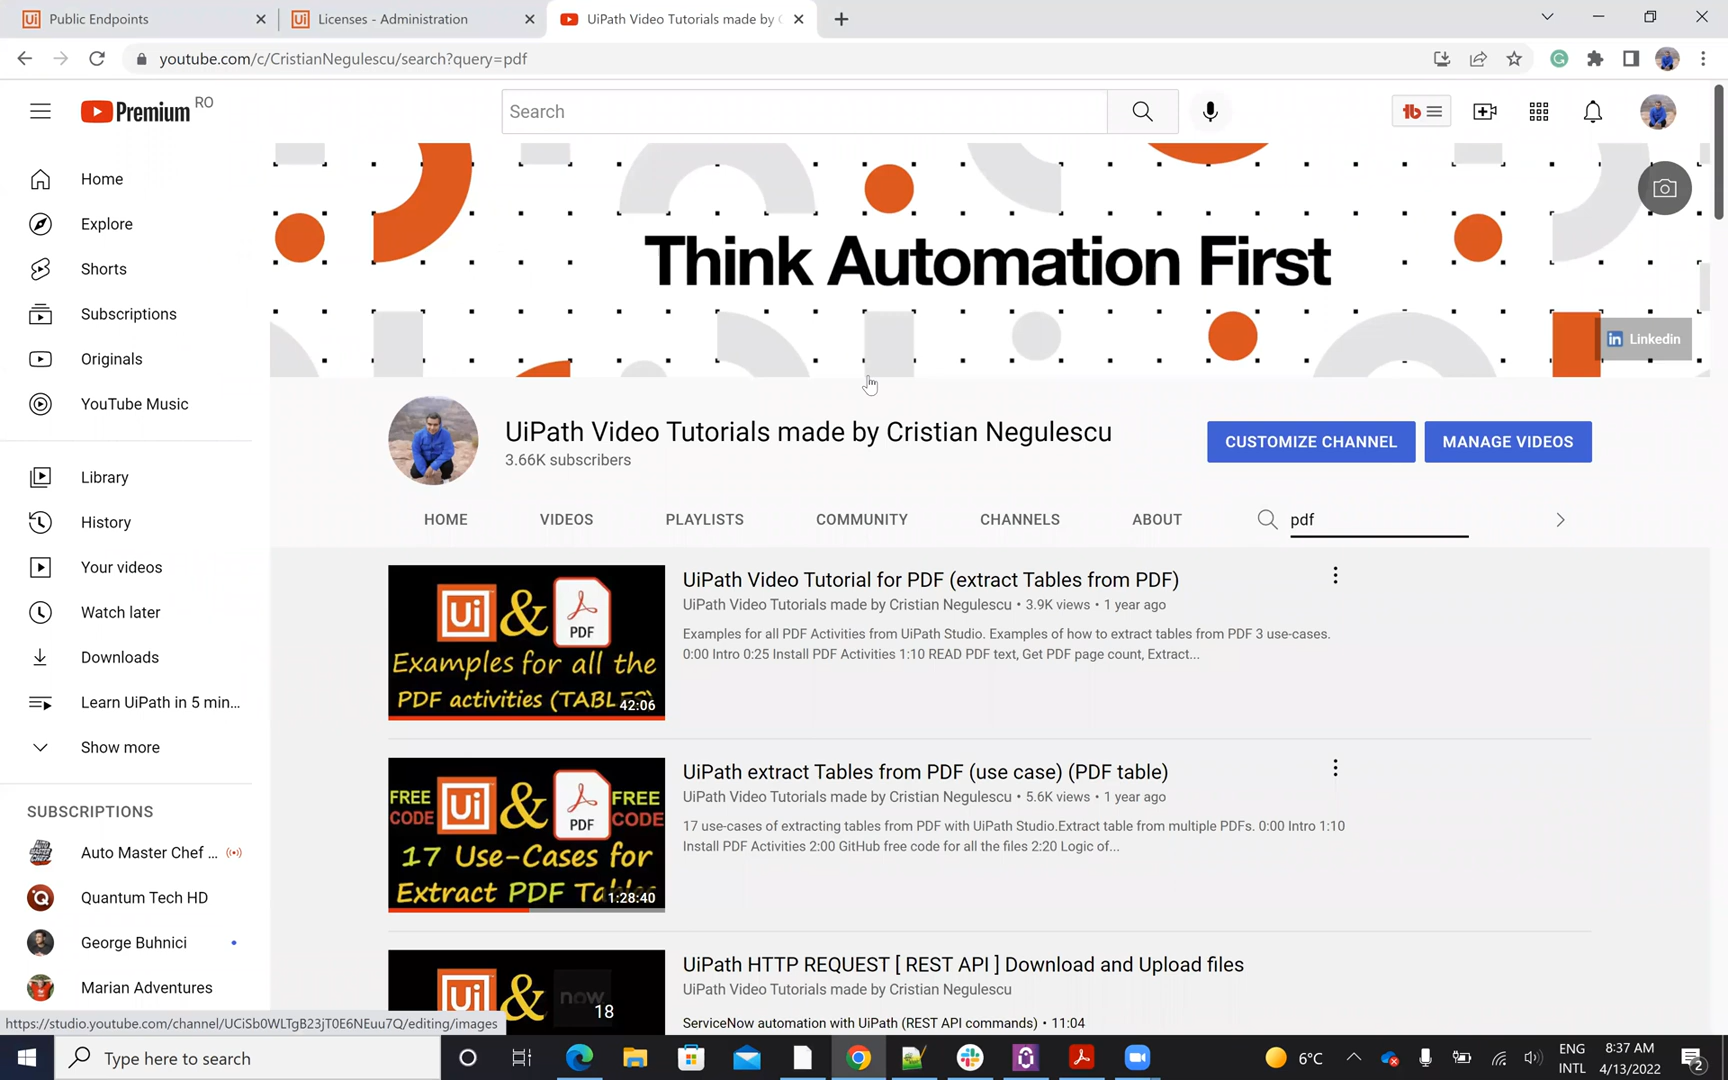 Public Endpoints
Licenses - Administration
UiPath Video Tutorials made by
youtube.com/c/CristianNegulescu/search?query=pdf
Premium RO
Search
Home
Explore
Shorts
Subscriptions
Originals
YouTube Music
Library
History
Your videos
Watch later
Downloads
Learn UiPath in 5 min...
Show more
SUBSCRIPTIONS
Auto Master Chef ...
Quantum Tech HD
George Buhnici
Marian Adventures
Think Automation First
in Linkedin
UiPath Video Tutorials made by Cristian Negulescu
3.66K subscribers
CUSTOMIZE CHANNEL
MANAGE VIDEOS
HOME VIDEOS PLAYLISTS COMMUNITY CHANNELS ABOUT pdf
Ui & PDF
Examples for all the
PDF activities (TABLES)
42:06
UiPath Video Tutorial for PDF (extract Tables from PDF)
UiPath Video Tutorials made by Cristian Negulescu • 3.9K views • 1 year ago
Examples for all PDF Activities from UiPath Studio. Examples of how to extract tables from PDF 3 use-cases.
0:00 Intro 0:25 Install PDF Activities 1:10 READ PDF text, Get PDF page count, Extract...
FREE CODE Ui & PDF FREE CODE
17 Use-Cases for
Extract PDF
1:28:40
UiPath extract Tables from PDF (use case) (PDF table)
UiPath Video Tutorials made by Cristian Negulescu • 5.6K views • 1 year ago
17 use-cases of extracting tables from PDF with UiPath Studio.Extract table from multiple PDFs. 0:00 Intro 1:10
Install PDF Activities 2:00 GitHub free code for all the files 2:20 Logic of...
Ui & now
18
UiPath HTTP REQUEST [ REST API ] Download and Upload files
UiPath Video Tutorials made by Cristian Negulescu
ServiceNow automation with UiPath (REST API commands) • 11:04
https://studio.youtube.com/channel/UCiSb0WLTgB23jT0E6NEuu7Q/editing/images
Type here to search
6°C
ENG
INTL
8:37 AM
4/13/2022
2